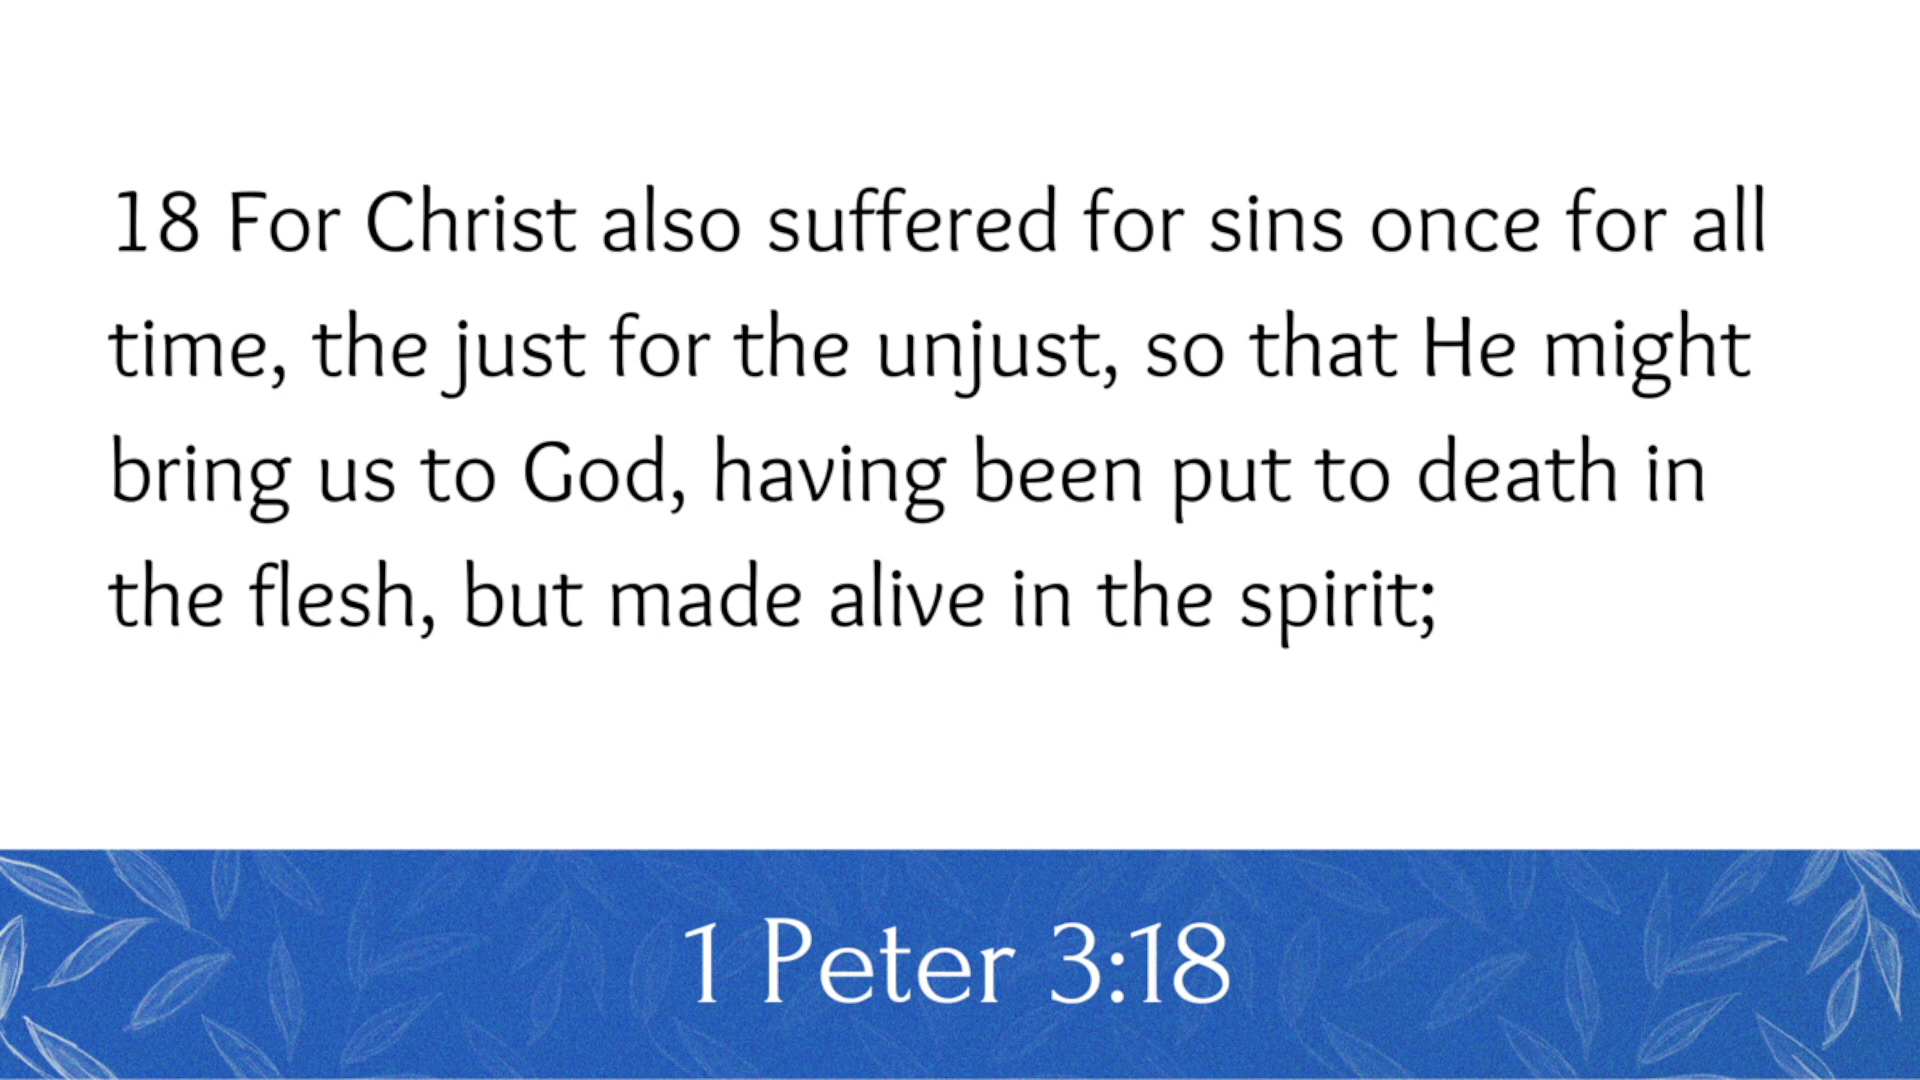 18 For Christ also suffered for sins once for all
time, the just for the unjust, so that He might
bring us to God, having been put to death in
the flesh, but made alive in the spirit;
1 Peter 3:18